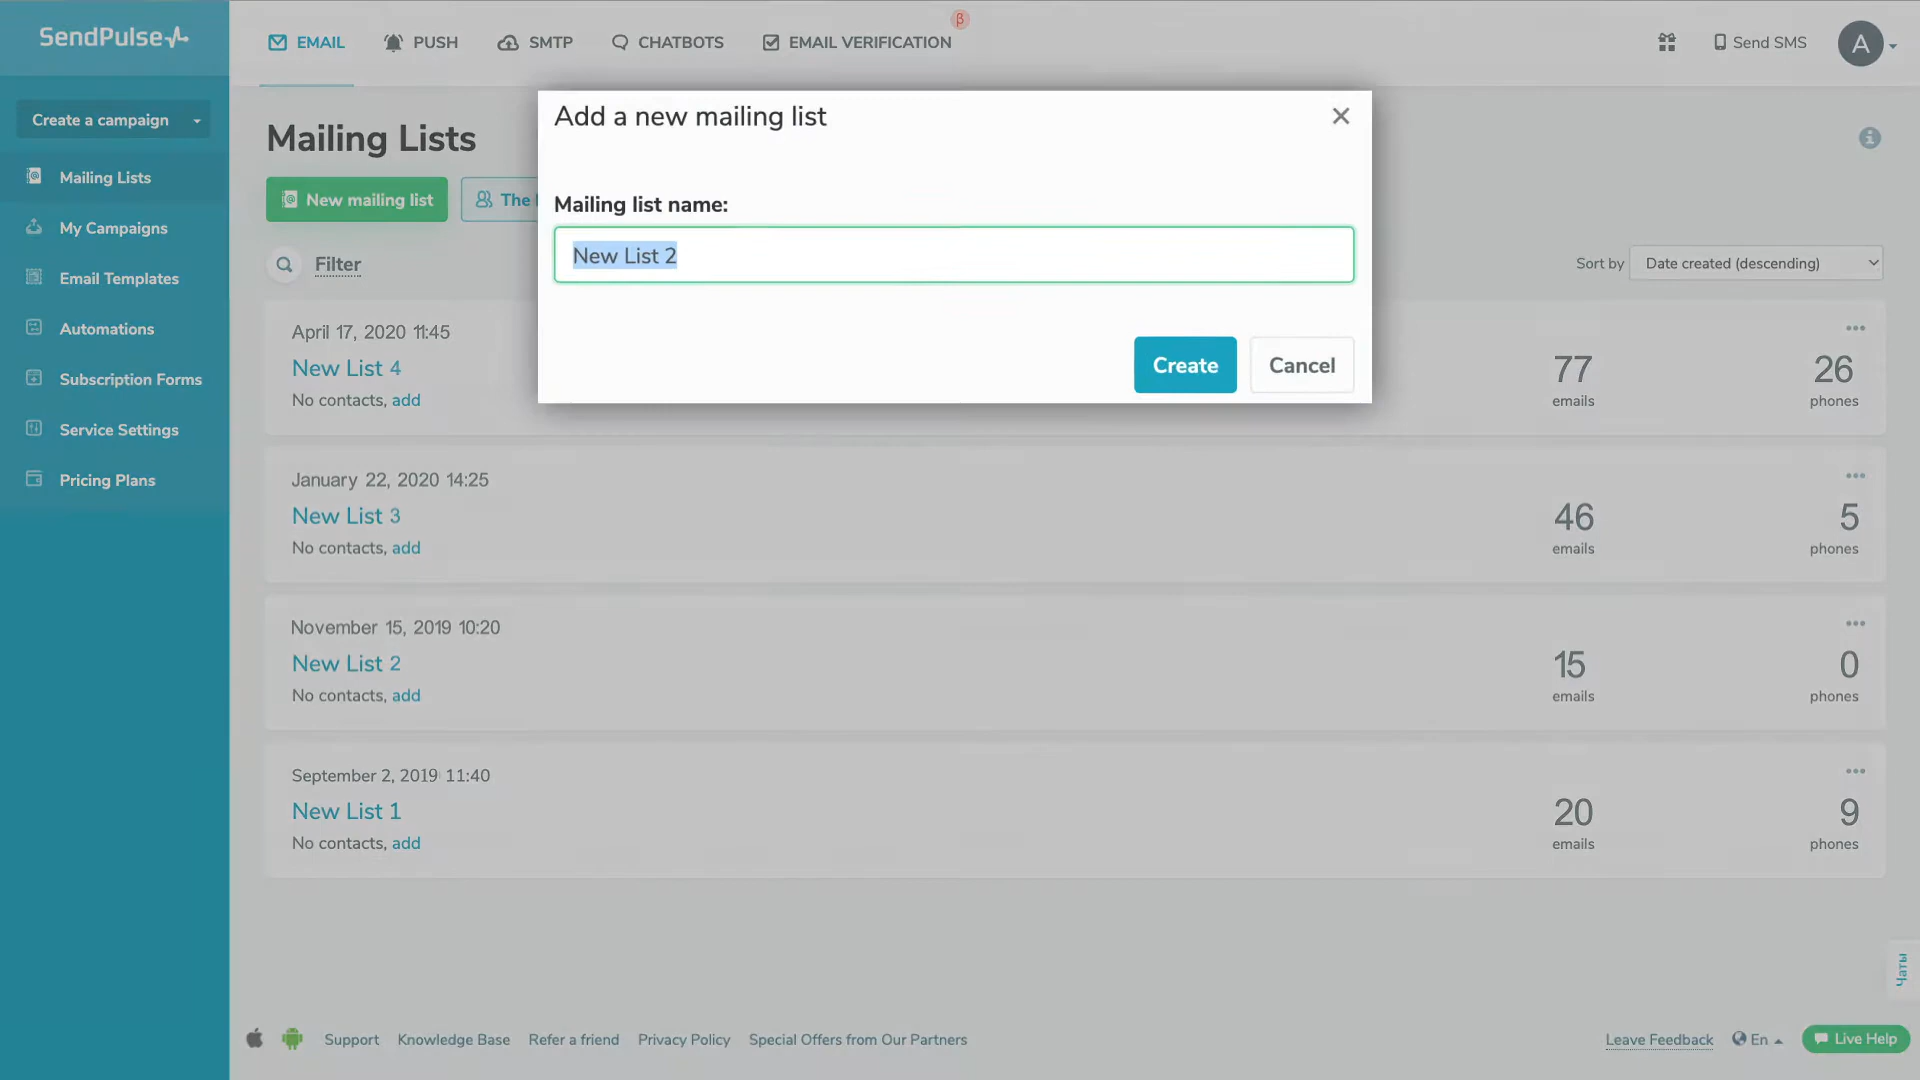 SendPulse
EMAIL
PUSH
SMTP
CHATBOTS
EMAIL VERIFICATION
β
Send SMS
A
Create a campaign
Mailing Lists
My Campaigns
Email Templates
Automations
Subscription Forms
Service Settings
Pricing Plans
Mailing Lists
New mailing list
The
Filter
Sort by
Date created (descending)
Add a new mailing list
Mailing list name:
New List 2
Create
Cancel
April 17, 2020 11:45
New List 4
No contacts, add
77
emails
26
phones
January 22, 2020 14:25
New List 3
No contacts, add
46
emails
5
phones
November 15, 2019 10:20
New List 2
No contacts, add
15
emails
0
phones
September 2, 2019 11:40
New List 1
No contacts, add
20
emails
9
phones
Чаты
Support
Knowledge Base
Refer a friend
Privacy Policy
Special Offers from Our Partners
Leave Feedback
En
Live Help